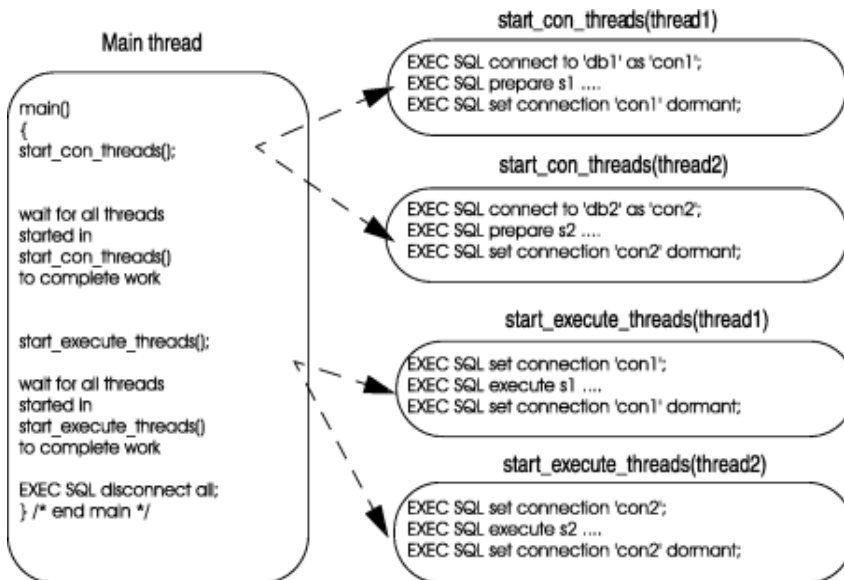 Main thread
main()
{
start_con_threads();
wait for all threads
started in
start_con_threads()
to complete work
start_execute_threads();
wait for all threads
started in
start_execute_threads()
to complete work
EXEC SQL disconnect all;
} /* end main */
start_con_threads(thread1)
EXEC SQL connect to 'db1' as 'con1';
EXEC SQL prepare s1 ....
EXEC SQL set connection 'con1' dormant;
start_con_threads(thread2)
EXEC SQL connect to 'db2' as 'con2';
EXEC SQL prepare s2 ....
EXEC SQL set connection 'con2' dormant;
start_execute_threads(thread1)
EXEC SQL set connection 'con1';
EXEC SQL execute s1 ....
EXEC SQL set connection 'con1' dormant;
start_execute_threads(thread2)
EXEC SQL set connection 'con2';
EXEC SQL execute s2 ....
EXEC SQL set connection 'con2' dormant;